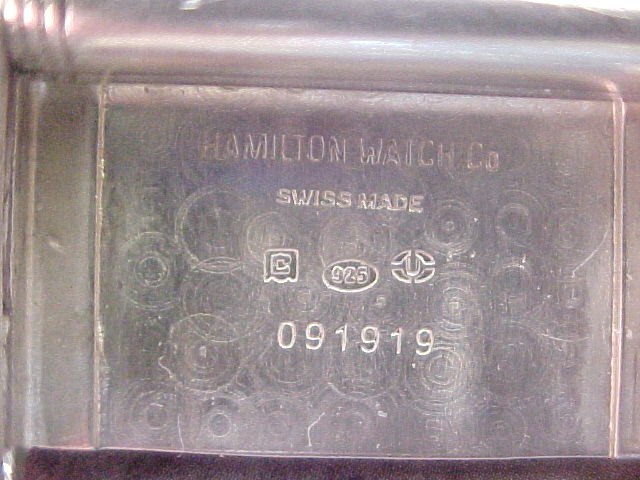 HAMILTON WATCH Co
SWISS MADE
C 925 U
091919